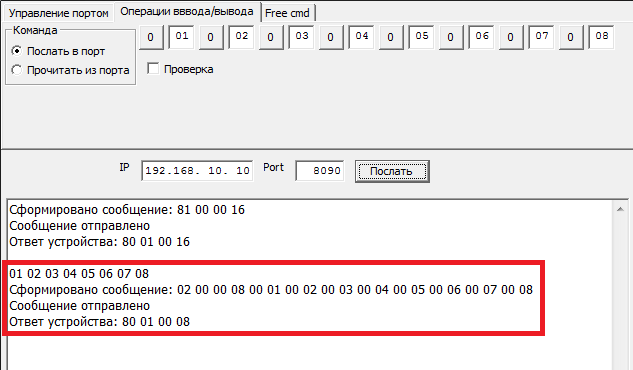 Управление портом Операции вввода/вывода Free cmd
Команда
Послать в порт
Прочитать из порта
0 01 0 02 0 03 0 04 0 05 0 06 0 07 0 08
Проверка
IP 192.168. 10. 10 Port 8090 Послать
Сформировано сообщение: 81 00 00 16
Сообщение отправлено
Ответ устройства: 80 01 00 16
01 02 03 04 05 06 07 08
Сформировано сообщение: 02 00 00 08 00 01 00 02 00 03 00 04 00 05 00 06 00 07 00 08
Сообщение отправлено
Ответ устройства: 80 01 00 08